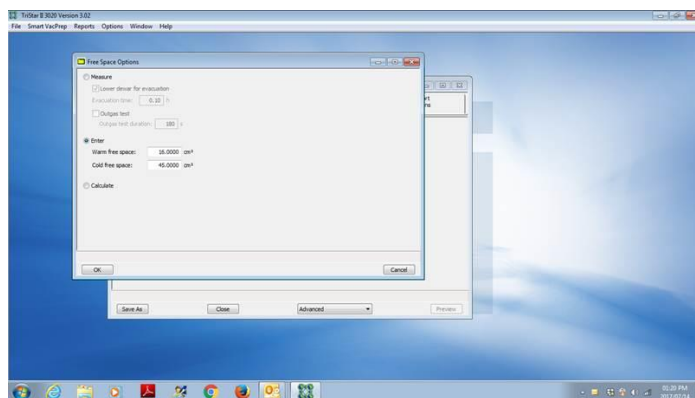 TriStar II 3020 Version 3.02
File Smart VacPrep Reports Options Window Help
Free Space Options
Measure
Lower dewar for evacuation
Evacuation time: 0.10 h
Outgas test
Outgas test duration: 180 s
Enter
Warm free space: 16.0000 cm³
Cold free space: 45.0000 cm³
Calculate
OK Cancel
Save As Close Advanced Preview
01:20 PM